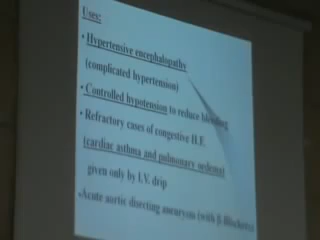 Uses:
• Hypertensive encephalopathy
(complicated hypertension)
• Controlled hypotension to reduce bleeding
• Refractory cases of congestive H.F.
(cardiac asthma and pulmonary oedema)
given only by I.V. drip
•Acute aortic disecting aneurysm (with β.Blockers)